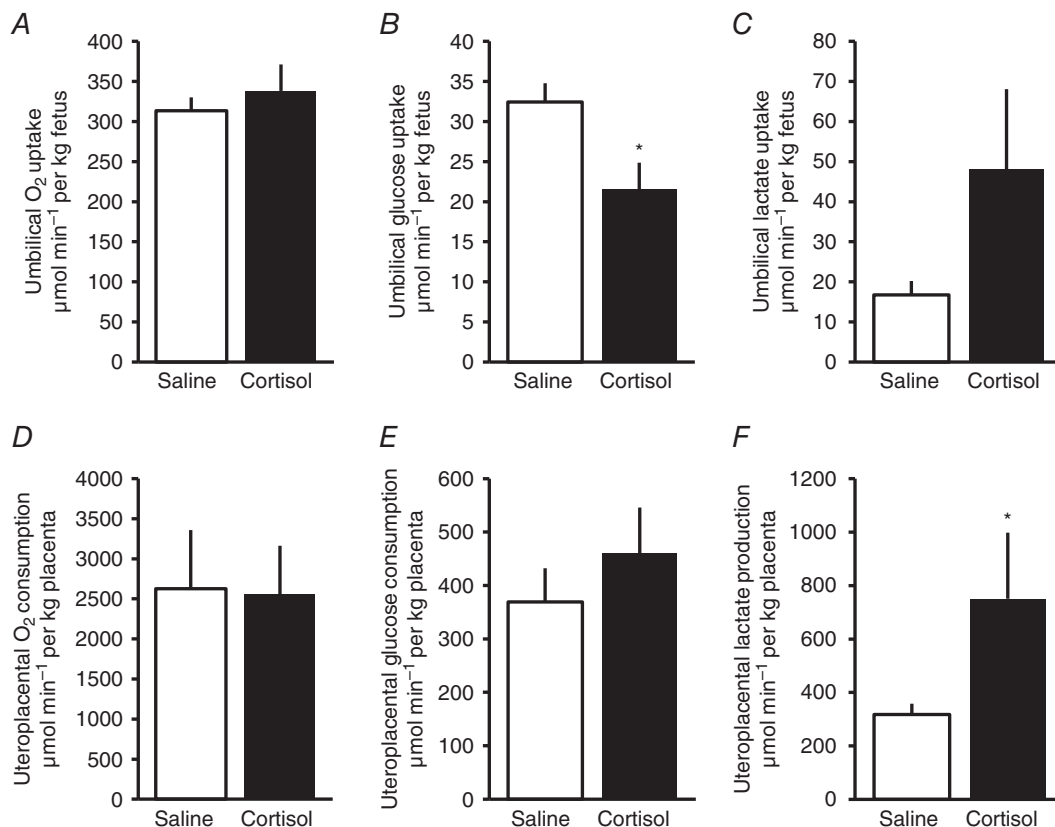 A
Umbilical O₂ uptake
µmol min⁻¹ per kg fetus
400
350
300
250
200
150
100
50
0
Saline Cortisol
B
Umbilical glucose uptake
µmol min⁻¹ per kg fetus
40
35
30
25
20
15
10
5
0
*
Saline Cortisol
C
Umbilical lactate uptake
µmol min⁻¹ per kg fetus
80
70
60
50
40
30
20
10
0
Saline Cortisol
D
Uteroplacental O₂ consumption
µmol min⁻¹ per kg placenta
4000
3500
3000
2500
2000
1500
1000
500
0
Saline Cortisol
E
Uteroplacental glucose consumption
µmol min⁻¹ per kg placenta
600
500
400
300
200
100
0
Saline Cortisol
F
Uteroplacental lactate production
µmol min⁻¹ per kg placenta
1200
1000
800
600
400
200
0
*
Saline Cortisol